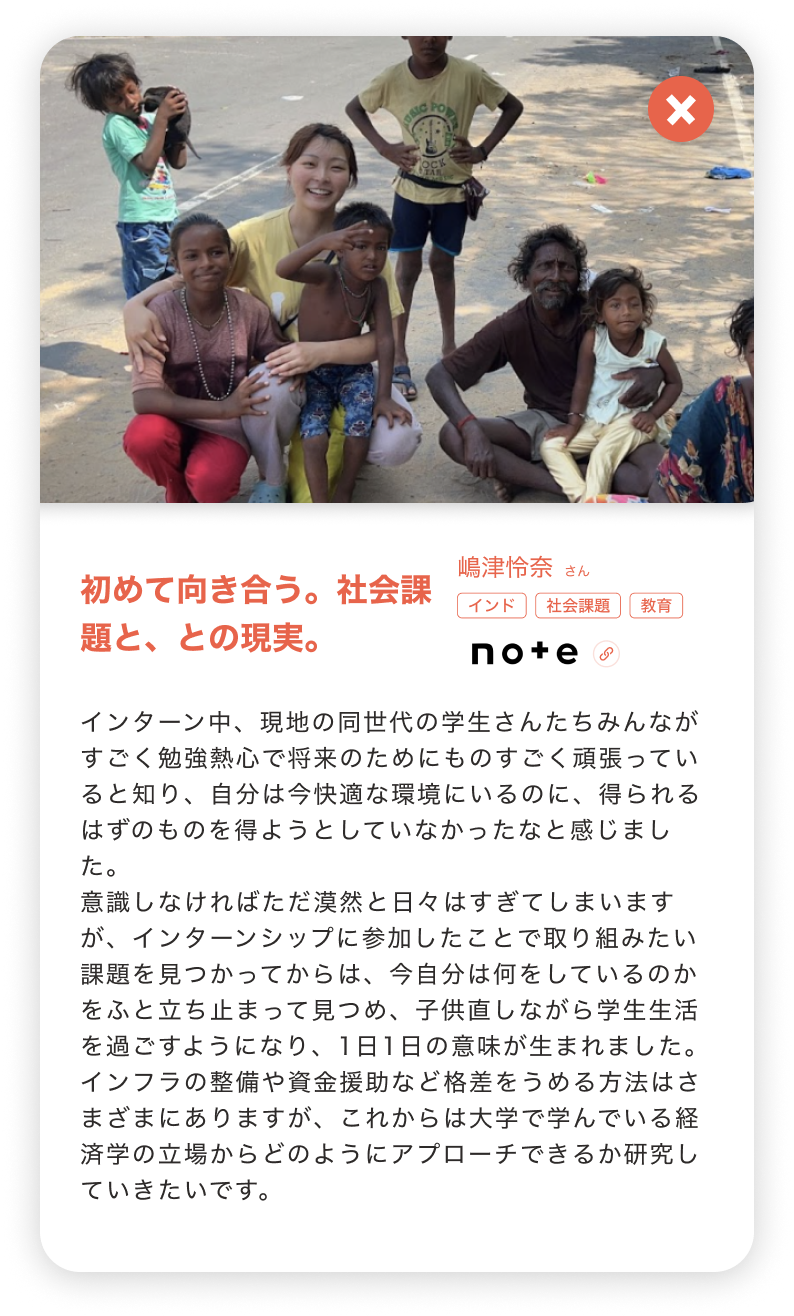 MUSIC POWER
ROCK
STAR
初めて向き合う。社会課
題と、との現実。
嶋津怜奈 さん
インド 社会課題 教育
note
インターン中、現地の同世代の学生さんたちみんなが
すごく勉強熱心で将来のためにものすごく頑張ってい
ると知り、自分は今快適な環境にいるのに、得られる
はずのものを得ようとしていなかったなと感じまし
た。
意識しなければただ漠然と日々はすぎてしまいます
が、インターンシップに参加したことで取り組みたい
課題を見つかってからは、今自分は何をしているのか
をふと立ち止まって見つめ、子供直しながら学生生活
を過ごすようになり、1日1日の意味が生まれました。
インフラの整備や資金援助など格差をうめる方法はさ
まざまにありますが、これからは大学で学んでいる経
済学の立場からどのようにアプローチできるか研究し
ていきたいです。